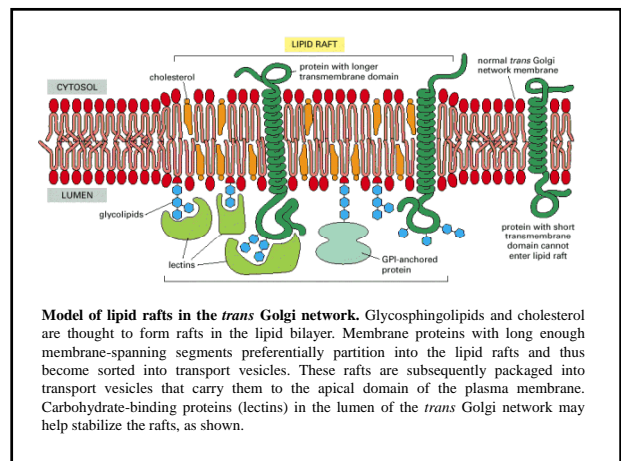 LIPID RAFT
protein with longer
transmembrane domain
normal trans Golgi
network membrane
cholesterol
CYTOSOL
LUMEN
glycolipids
lectins
GPI-anchored
protein
protein with short
transmembrane
domain cannot
enter lipid raft
Model of lipid rafts in the trans Golgi network. Glycosphingolipids and cholesterol
are thought to form rafts in the lipid bilayer. Membrane proteins with long enough
membrane-spanning segments preferentially partition into the lipid rafts and thus
become sorted into transport vesicles. These rafts are subsequently packaged into
transport vesicles that carry them to the apical domain of the plasma membrane.
Carbohydrate-binding proteins (lectins) in the lumen of the trans Golgi network may
help stabilize the rafts, as shown.